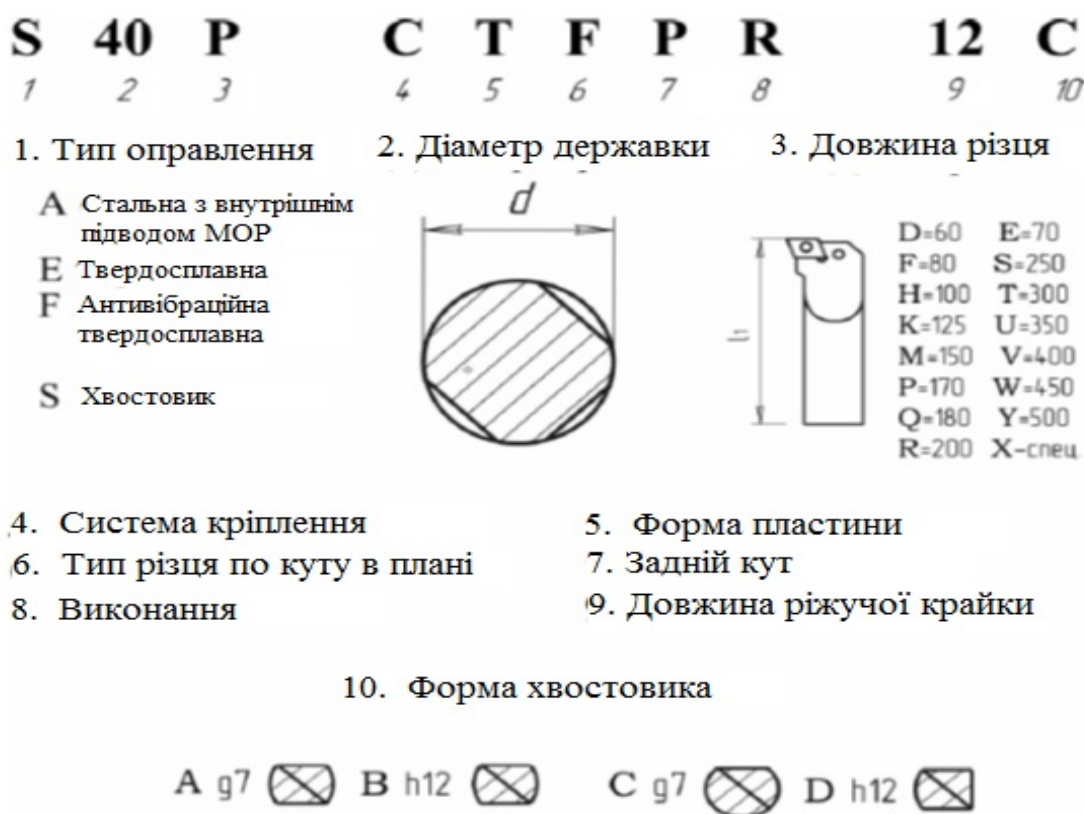 S 40 P C T F P R 12 C
1 2 3 4 5 6 7 8 9 10
1. Тип оправлення 2. Діаметр державки 3. Довжина різця
A Стальна з внутрішнім
підводом МОР
E Твердосплавна
F Антивібраційна
твердосплавна
S Хвостовик
d
l1
D=60 E=70
F=80 S=250
H=100 T=300
K=125 U=350
M=150 V=400
P=170 W=450
Q=180 Y=500
R=200 X-спец
4. Система кріплення 5. Форма пластини
6. Тип різця по куту в плані 7. Задній кут
8. Виконання 9. Довжина ріжучої крайки
10. Форма хвостовика
A g7 B h12 C g7 D h12